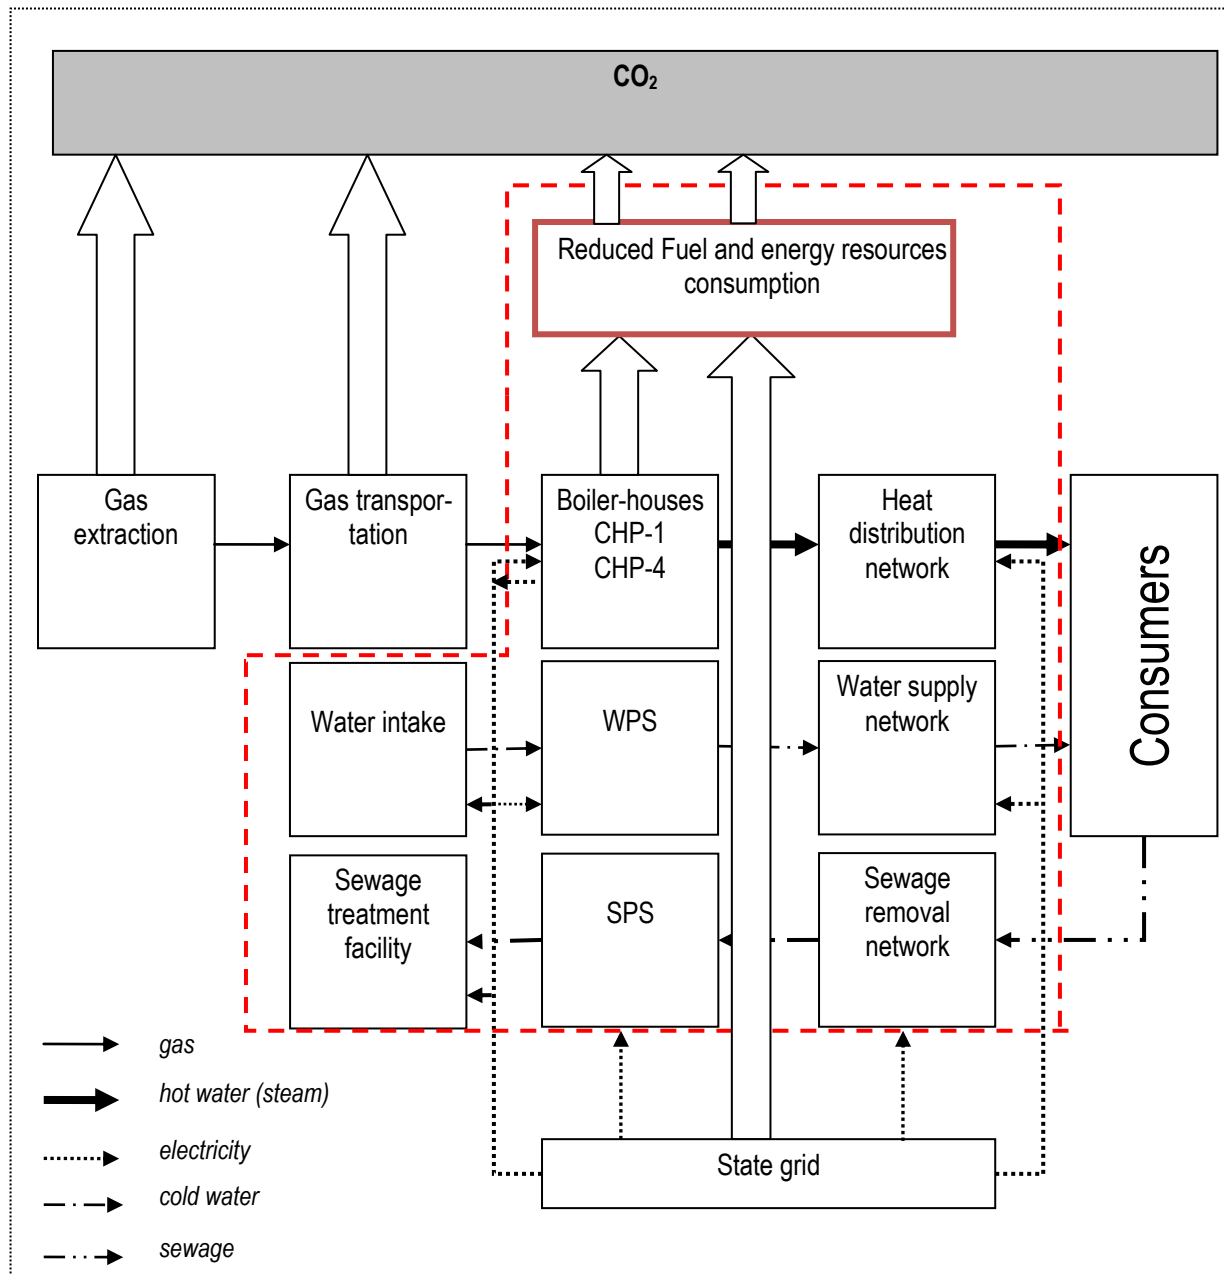 CO₂
Reduced Fuel and energy resources
consumption
Gas
extraction
Gas transpor-
tation
Boiler-houses
CHP-1
CHP-4
Heat
distribution
network
Consumers
Water intake
WPS
Water supply
network
Sewage
treatment
facility
SPS
Sewage
removal
network
State grid
gas
hot water (steam)
electricity
cold water
sewage